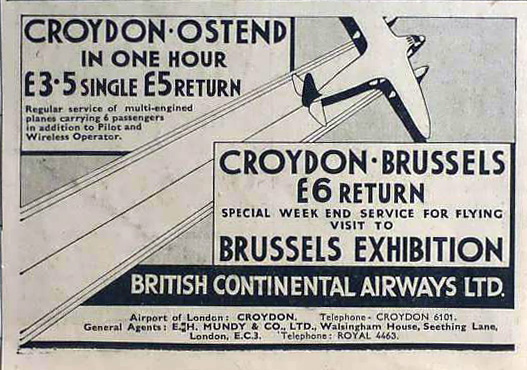 CROYDON·OSTEND
IN ONE HOUR
£3·5 SINGLE £5 RETURN
Regular service of multi-engined
planes carrying 6 passengers
in addition to Pilot and
Wireless Operator.
CROYDON·BRUSSELS
£6 RETURN
SPECIAL WEEK END SERVICE FOR FLYING
VISIT TO
BRUSSELS EXHIBITION
BRITISH CONTINENTAL AIRWAYS LTD.
Airport of London: CROYDON. Telephone - CROYDON 6101.
General Agents: E. H. MUNDY & CO., LTD., Walsingham House, Seething Lane,
London, E.C.3. Telephone: ROYAL 4463.